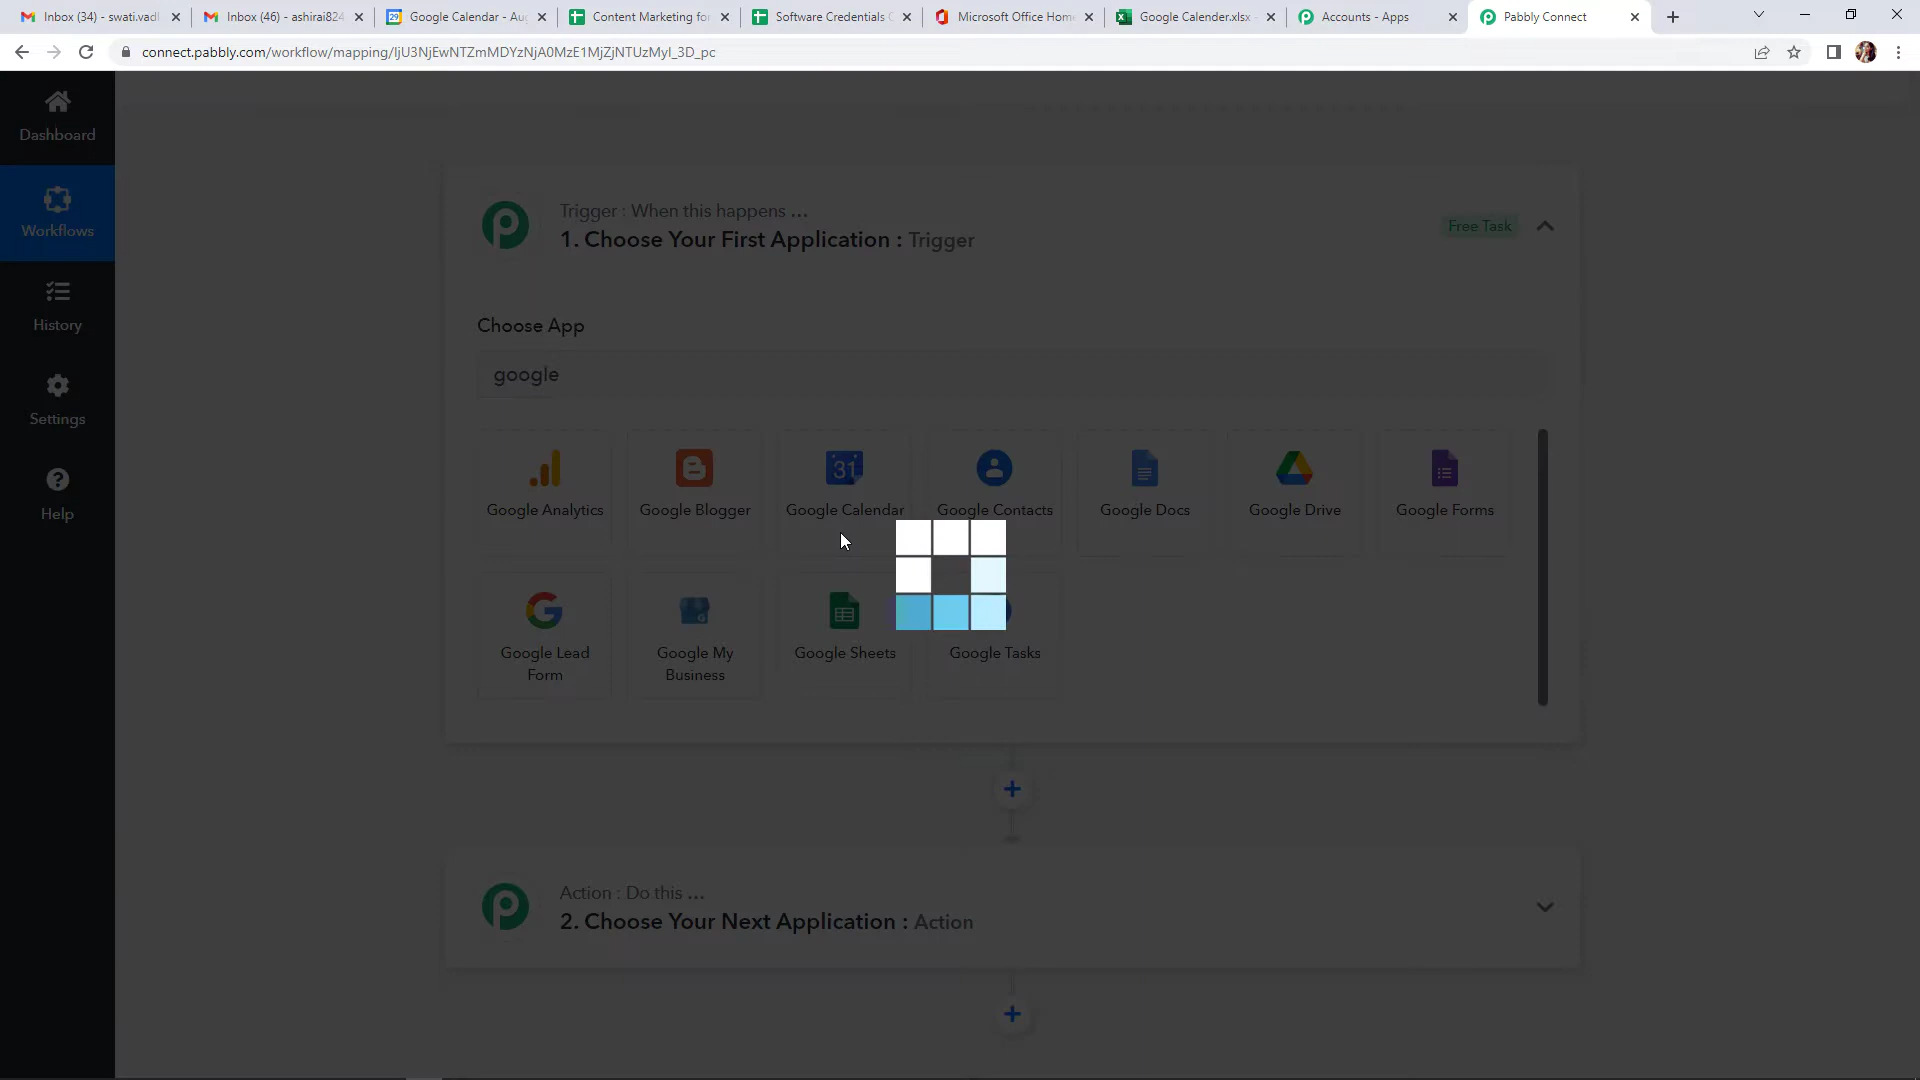 Inbox (34) - swati.vadl
Inbox (46) - ashirai824
Google Calendar - Aug
Content Marketing for
Software Credentials C
Microsoft Office Home
Google Calender.xlsx -
Accounts - Apps
Pabbly Connect
connect.pabbly.com/workflow/mapping/IjU3NjEwNTZmMDYzNjA0MzE1MjZjNTUzMyI_3D_pc
Dashboard
Workflows
History
Settings
Help
Trigger : When this happens ...
1. Choose Your First Application : Trigger
Free Task
Choose App
google
Google Analytics
Google Blogger
31
Google Calendar
Google Contacts
Google Docs
Google Drive
Google Forms
Google Lead
Form
Google My
Business
Google Sheets
Google Tasks
Action : Do this ...
2. Choose Your Next Application : Action